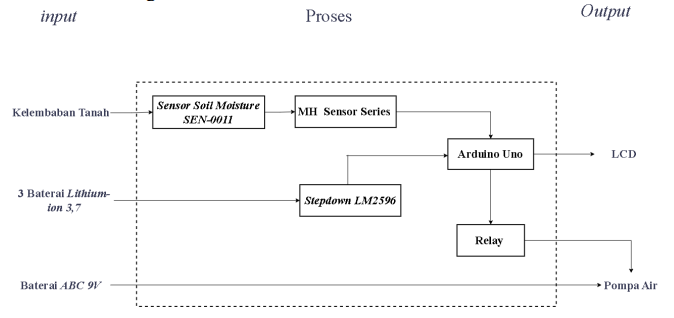 input
Proses
Output
Kelembaban Tanah
Sensor Soil Moisture
SEN-0011
MH Sensor Series
Arduino Uno
LCD
3 Baterai Lithium-
ion 3,7
Stepdown LM2596
Relay
Baterai ABC 9V
Pompa Air